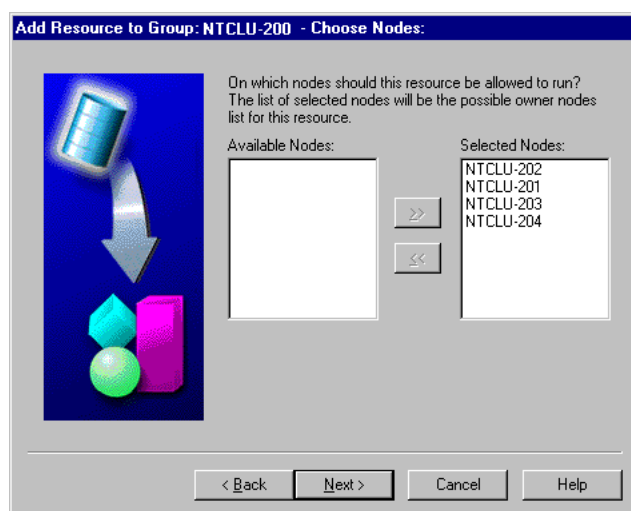 Add Resource to Group: NTCLU-200 - Choose Nodes:
On which nodes should this resource be allowed to run?
The list of selected nodes will be the possible owner nodes
list for this resource.
Available Nodes:
Selected Nodes:
NTCLU-202
NTCLU-201
NTCLU-203
NTCLU-204
>>
<<
< Back
Next >
Cancel
Help